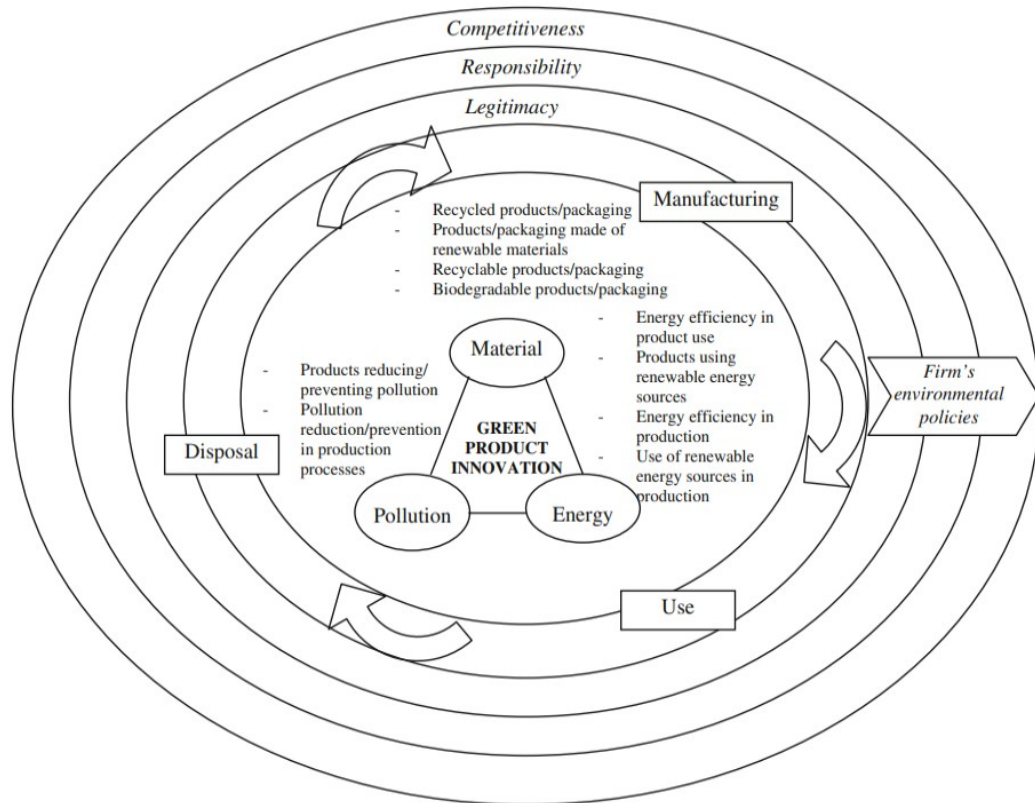 Competitiveness
Responsibility
Legitimacy
Manufacturing
- Recycled products/packaging
- Products/packaging made of
renewable materials
- Recyclable products/packaging
- Biodegradable products/packaging
- Energy efficiency in
product use
- Products using
renewable energy
sources
- Energy efficiency in
production
- Use of renewable
energy sources in
production
Material
- Products reducing/
preventing pollution
- Pollution
reduction/prevention
in production
processes
GREEN
PRODUCT
INNOVATION
Firm's
environmental
policies
Disposal
Pollution
Energy
Use